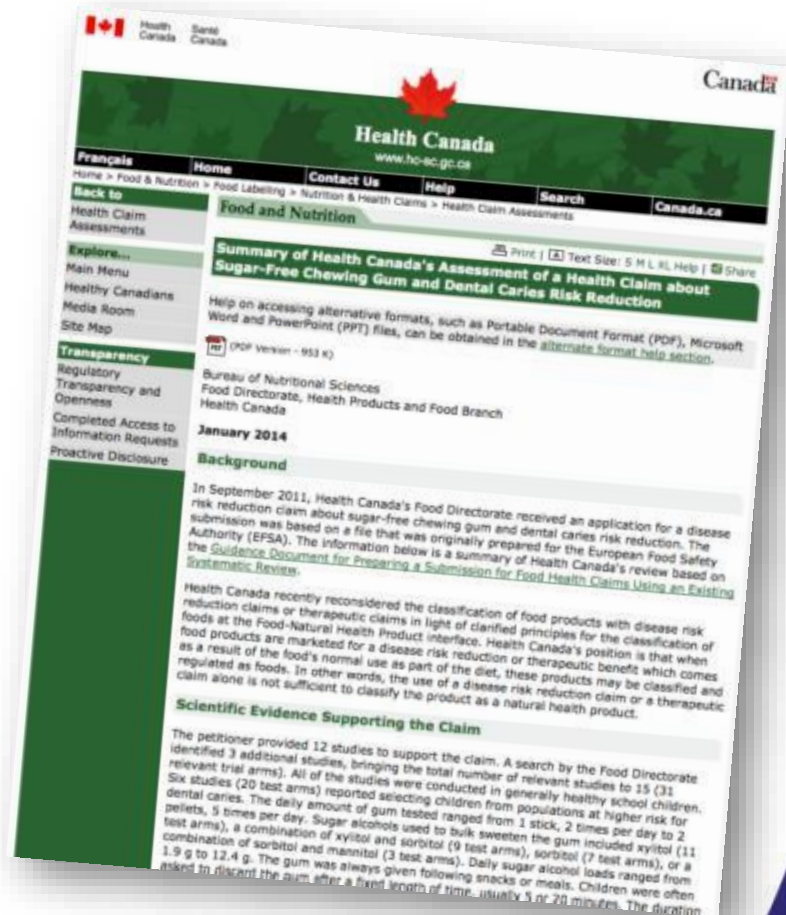 Health Canada
Santé Canada
Canada
Health Canada
www.hc-sc.gc.ca
Français Home Contact Us Help Search Canada.ca
Home > Food & Nutrition > Food Labelling > Nutrition & Health Claims > Health Claim Assessments
Back to
Health Claim
Assessments
Explore...
Main Menu
Healthy Canadians
Media Room
Site Map
Transparency
Regulatory
Transparency and
Openness
Completed Access to
Information Requests
Proactive Disclosure
Food and Nutrition
Print | Text Size: S M L XL Help | Share
Summary of Health Canada's Assessment of a Health Claim about
Sugar-Free Chewing Gum and Dental Caries Risk Reduction
Help on accessing alternative formats, such as Portable Document Format (PDF), Microsoft
Word and PowerPoint (PPT) files, can be obtained in the alternate format help section.
(PDF Version - 953 K)
Bureau of Nutritional Sciences
Food Directorate, Health Products and Food Branch
Health Canada
January 2014
Background
In September 2011, Health Canada's Food Directorate received an application for a disease
risk reduction claim about sugar-free chewing gum and dental caries risk reduction. The
submission was based on a file that was originally prepared for the European Food Safety
Authority (EFSA). The information below is a summary of Health Canada's review based on
the Guidance Document for Preparing a Submission for Food Health Claims Using an Existing
Systematic Review.
Health Canada recently reconsidered the classification of food products with disease risk
reduction claims or therapeutic claims in light of clarified principles for the classification of
foods at the Food-Natural Health Product interface. Health Canada's position is that when
food products are marketed for a disease risk reduction or therapeutic benefit which comes
as a result of the food's normal use as part of the diet, these products may be classified and
regulated as foods. In other words, the use of a disease risk reduction claim or a therapeutic
claim alone is not sufficient to classify the product as a natural health product.
Scientific Evidence Supporting the Claim
The petitioner provided 12 studies to support the claim. A search by the Food Directorate
identified 3 additional studies, bringing the total number of relevant studies to 15 (31
relevant trial arms). All of the studies were conducted in generally healthy school children.
Six studies (20 test arms) reported selecting children from populations at higher risk for
dental caries. The daily amount of gum tested ranged from 1 stick, 2 times per day to 2
pellets, 5 times per day. Sugar alcohols used to bulk sweeten the gum included xylitol (11
test arms), a combination of xylitol and sorbitol (9 test arms), sorbitol (7 test arms), or a
combination of sorbitol and mannitol (3 test arms). Daily sugar alcohol loads ranged from
1.9 g to 12.4 g. The gum was always given following snacks or meals. Children were often
asked to discard the gum after a fixed length of time, usually 5 or 20 minutes. The duration